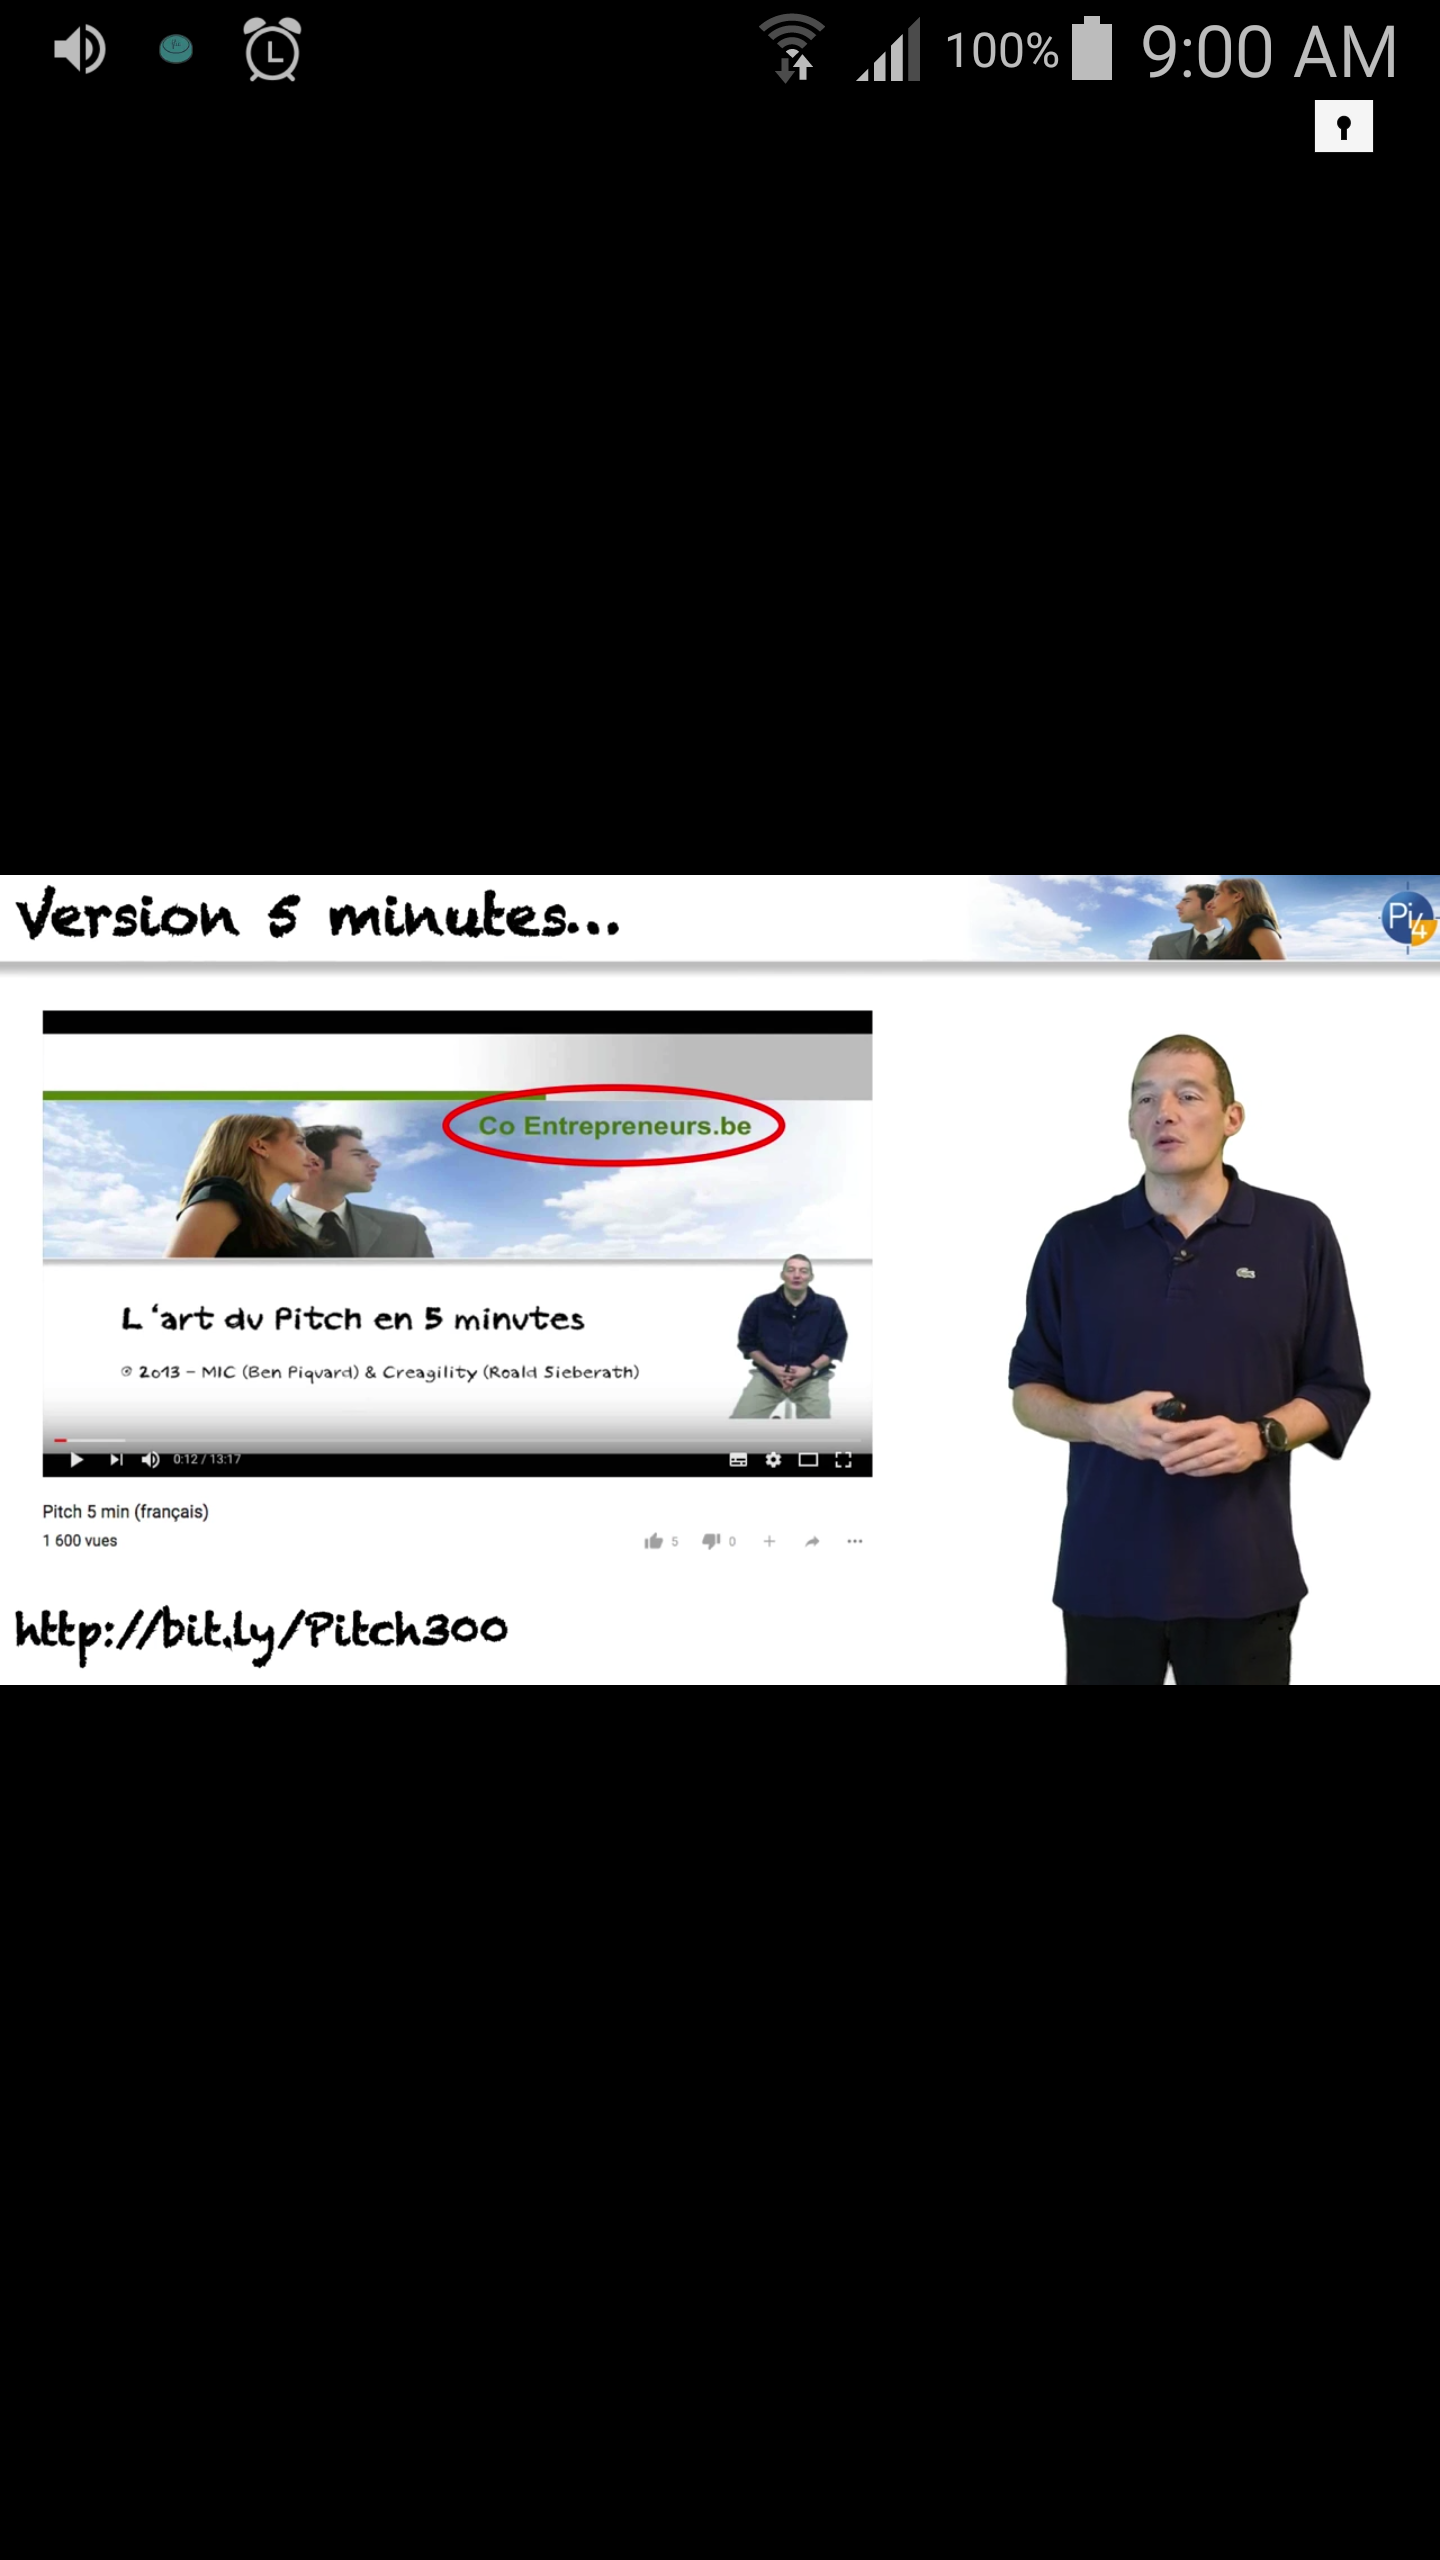 100% 9:00 AM
Version 5 minutes...
Pi4
Co Entrepreneurs.be
L'art du Pitch en 5 minutes
© 2013 – MIC (Ben Piquard) & Creagility (Roald Sieberath)
0:12 / 13:17
Pitch 5 min (français)
1 600 vues
5 0
http://bit.ly/Pitch300